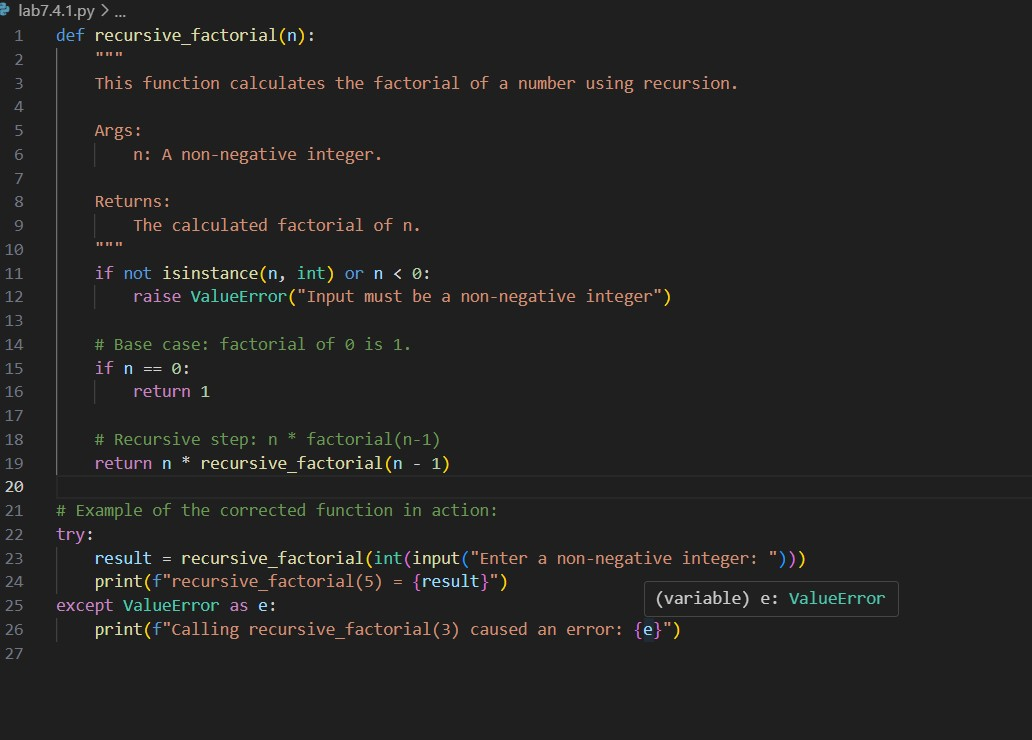 lab7.4.1.py > ...
1 def recursive_factorial(n):
2     """
3     This function calculates the factorial of a number using recursion.
4
5     Args:
6         n: A non-negative integer.
7
8     Returns:
9         The calculated factorial of n.
10     """
11     if not isinstance(n, int) or n < 0:
12         raise ValueError("Input must be a non-negative integer")
13
14     # Base case: factorial of 0 is 1.
15     if n == 0:
16         return 1
17
18     # Recursive step: n * factorial(n-1)
19     return n * recursive_factorial(n - 1)
20
21 # Example of the corrected function in action:
22 try:
23     result = recursive_factorial(int(input("Enter a non-negative integer: ")))
24     print(f"recursive_factorial(5) = {result}")
25 except ValueError as e:
(variable) e: ValueError
26     print(f"Calling recursive_factorial(3) caused an error: {e}")
27